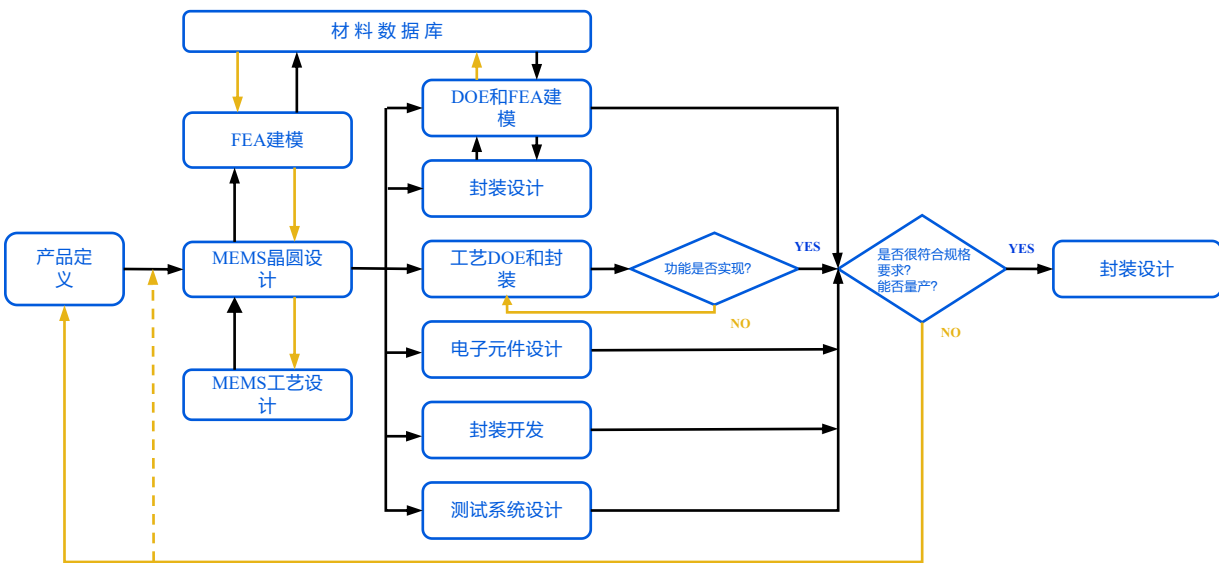 材 料 数 据 库
DOE和FEA建
模
FEA建模
封装设计
产品定
义
MEMS晶圆设
计
工艺DOE和封
装
功能是否实现?
YES
是否很符合规格
要求?
能否量产?
YES
封装设计
NO
NO
电子元件设计
MEMS工艺设
计
封装开发
测试系统设计